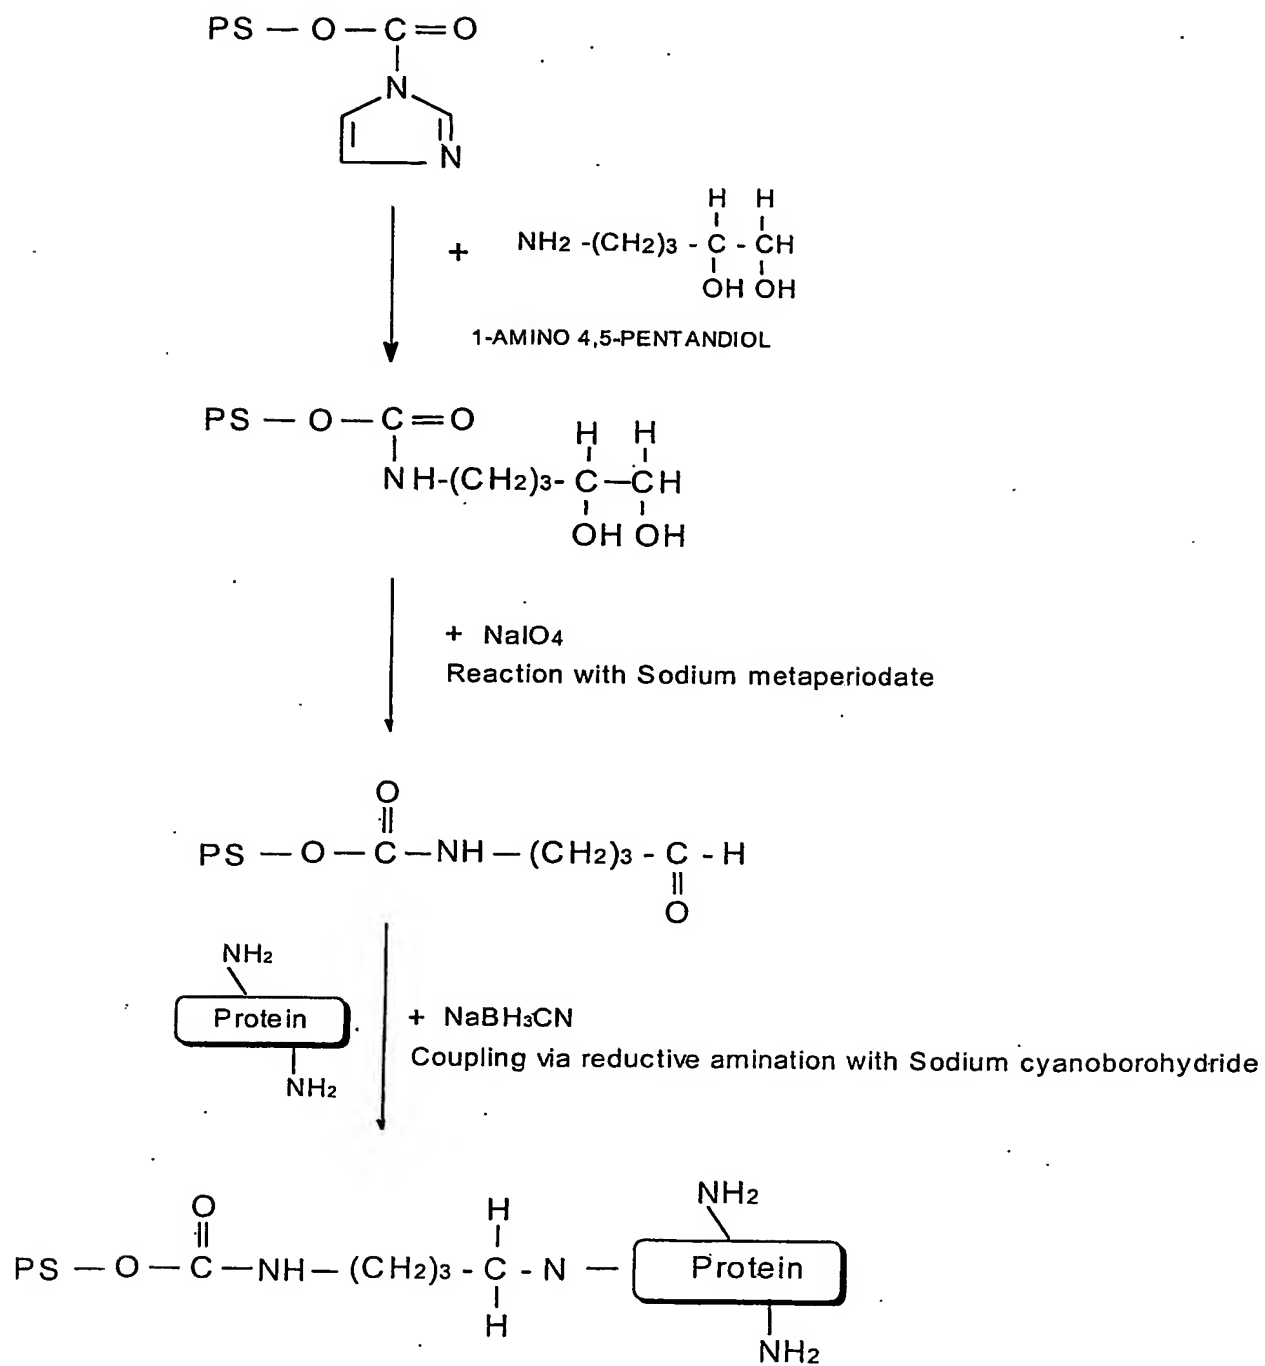 PS — O — C = O
N
N
H H
+ NH2 -(CH2)3 - C - CH
OH OH
1-AMINO 4,5-PENTANDIOL
PS — O — C = O
H H
NH-(CH2)3- C—CH
OH OH
+ NaIO4
Reaction with Sodium metaperiodate
O
PS — O — C — NH — (CH2)3 - C - H
O
NH2
Protein
+ NaBH3CN
Coupling via reductive amination with Sodium cyanoborohydride
NH2
O H NH2
PS — O — C — NH — (CH2)3 - C - N — Protein
H
NH2